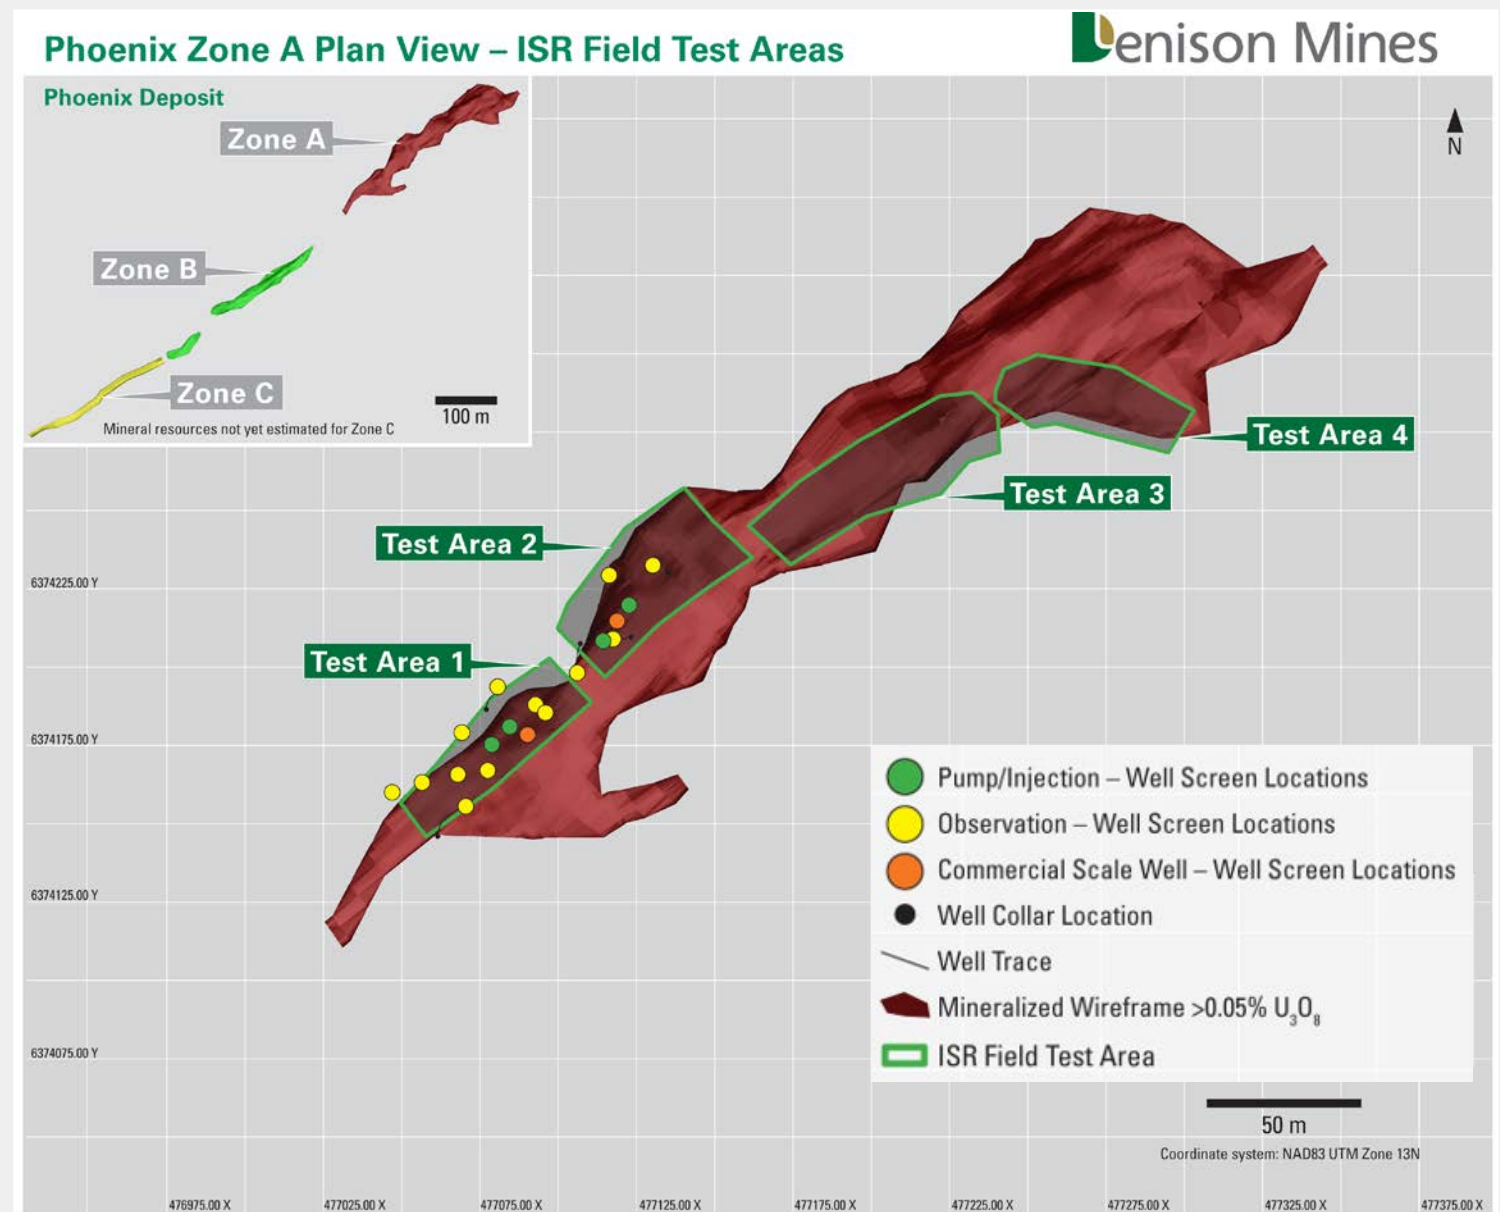 Phoenix Zone A Plan View – ISR Field Test Areas
Denison Mines
Phoenix Deposit
Zone A
Zone B
Zone C
100 m
Mineral resources not yet estimated for Zone C
N
Test Area 4
Test Area 3
Test Area 2
Test Area 1
6374225.00 Y
6374175.00 Y
6374125.00 Y
6374075.00 Y
Pump/Injection – Well Screen Locations
Observation – Well Screen Locations
Commercial Scale Well – Well Screen Locations
Well Collar Location
Well Trace
Mineralized Wireframe >0.05% U₃O₈
ISR Field Test Area
50 m
Coordinate system: NAD83 UTM Zone 13N
476975.00 X 477025.00 X 477075.00 X 477125.00 X 477175.00 X 477225.00 X 477275.00 X 477325.00 X 477375.00 X